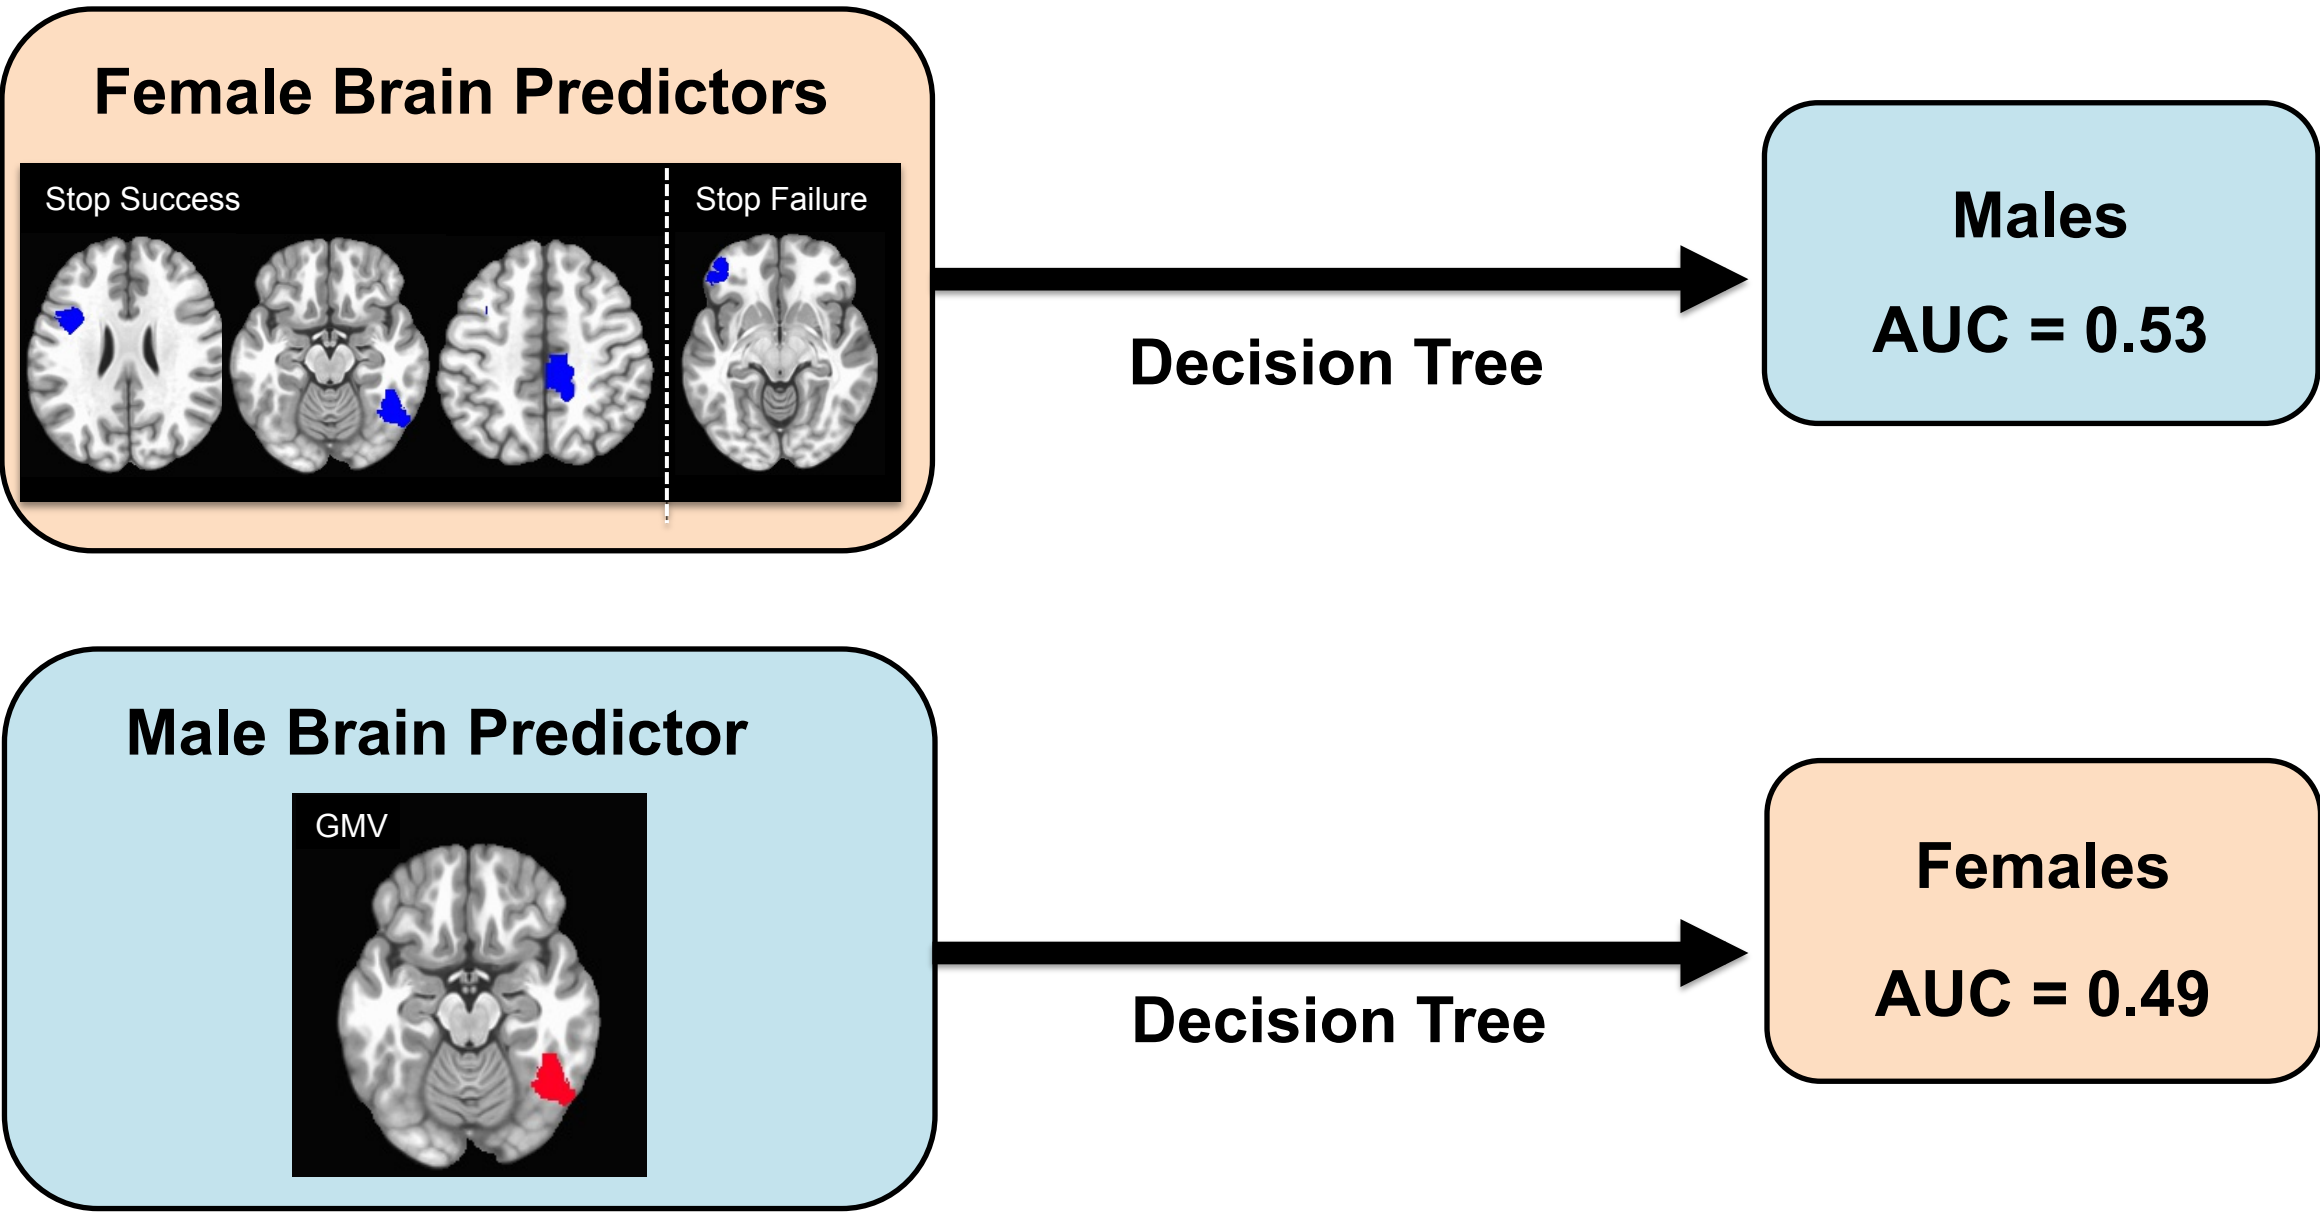 Female Brain Predictors
Stop Success
Stop Failure
Decision Tree
Males
AUC = 0.53
Male Brain Predictor
GMV
Decision Tree
Females
AUC = 0.49